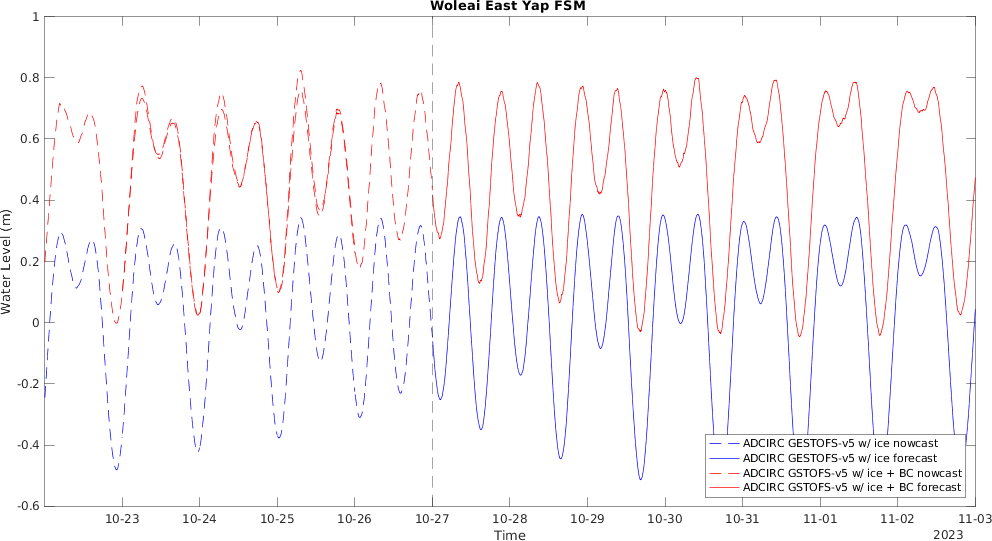 Woleai East Yap FSM
1
0.8
0.6
0.4
0.2
0
-0.2
-0.4
-0.6
Water Level (m)
10-23 10-24 10-25 10-26 10-27 10-28 10-29 10-30 10-31 11-01 11-02 11-03
Time
2023
ADCIRC GESTOFS-v5 w/ ice nowcast
ADCIRC GESTOFS-v5 w/ ice forecast
ADCIRC GSTOFS-v5 w/ ice + BC nowcast
ADCIRC GSTOFS-v5 w/ ice + BC forecast